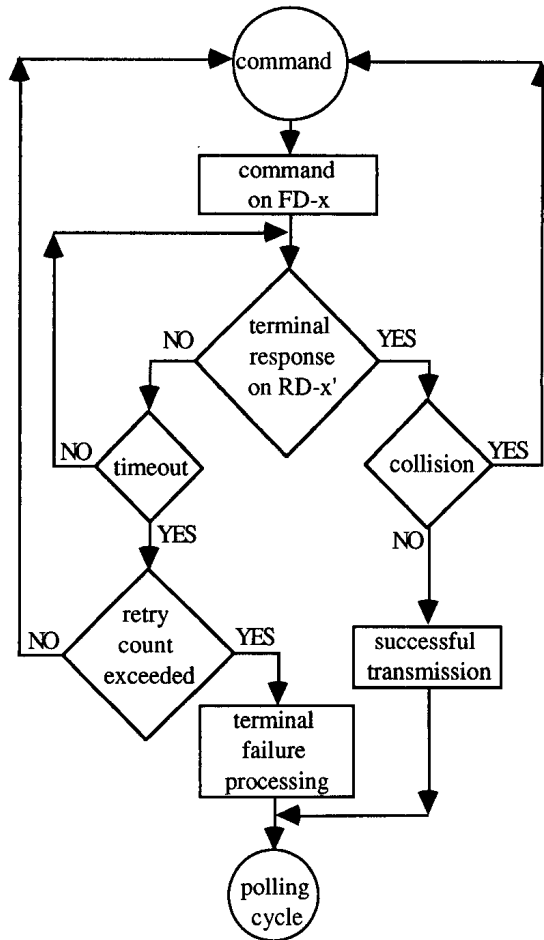 command
command
on FD-x
terminal
response
on RD-x'
NO
YES
timeout
NO
YES
collision
YES
NO
retry
count
exceeded
NO
YES
successful
transmission
terminal
failure
processing
polling
cycle